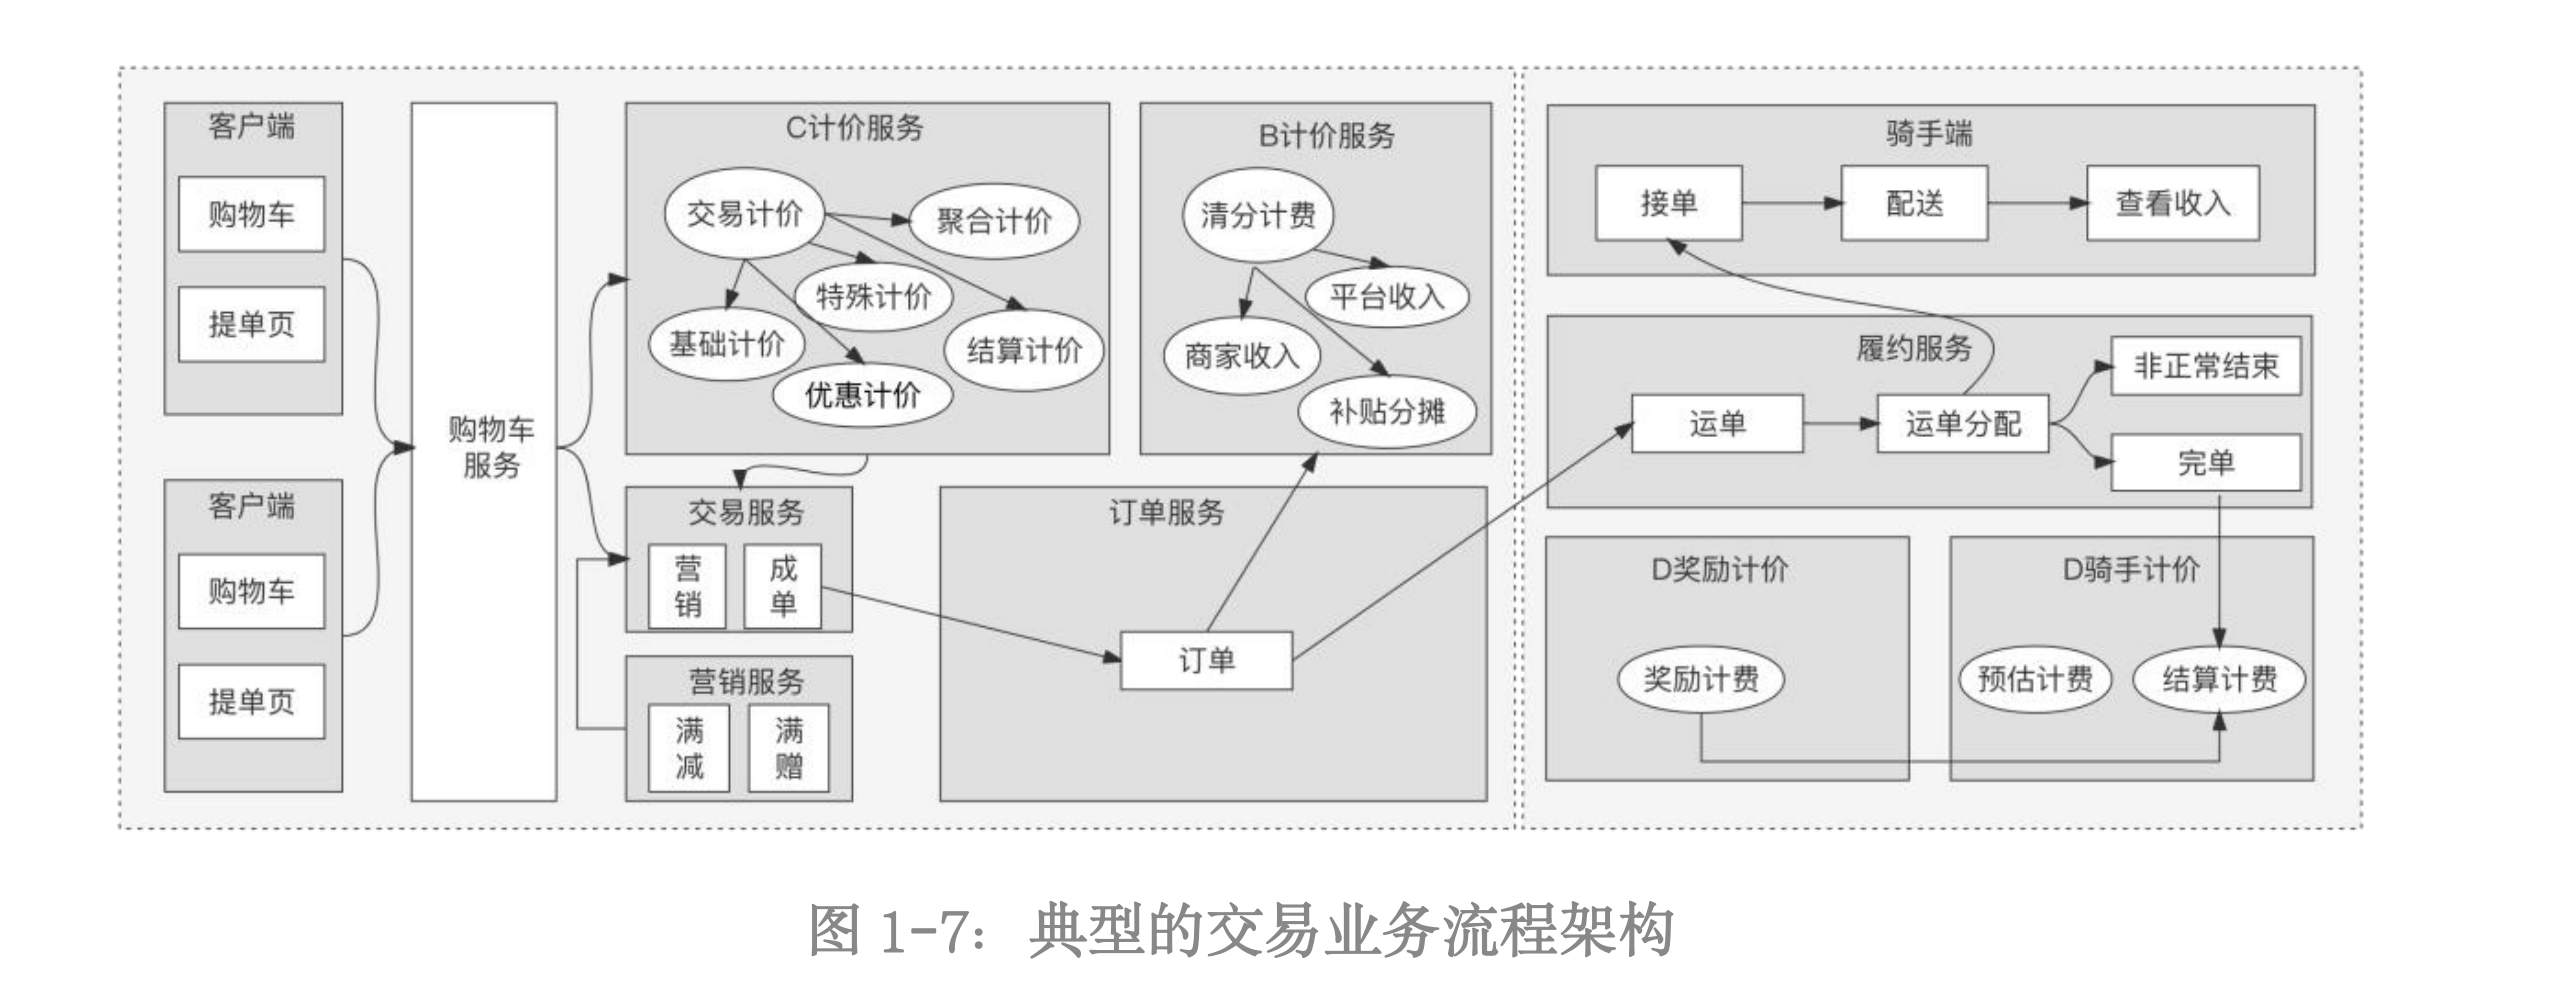 客户端
购物车
提单页
客户端
购物车
提单页
购物车
服务
C计价服务
交易计价
聚合计价
特殊计价
基础计价
结算计价
优惠计价
交易服务
营
销
成
单
营销服务
满
减
满
赠
B计价服务
清分计费
平台收入
商家收入
补贴分摊
订单服务
订单
骑手端
接单
配送
查看收入
履约服务
运单
运单分配
非正常结束
完单
D奖励计价
奖励计费
D骑手计价
预估计费
结算计费
图 1-7：典型的交易业务流程架构